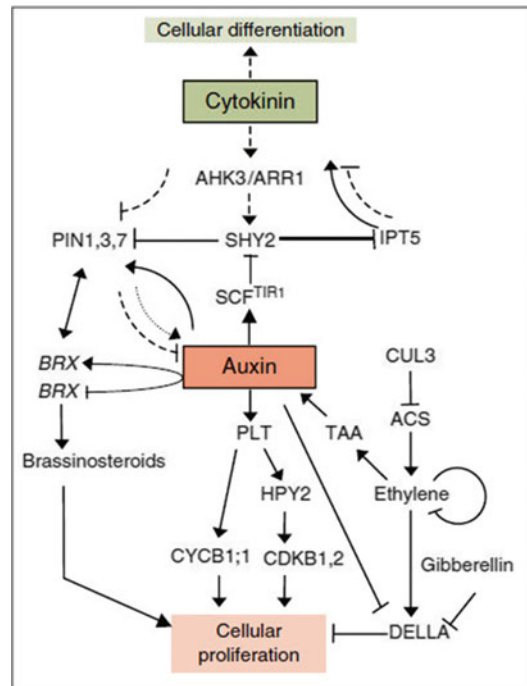 Cellular differentiation
Cytokinin
AHK3/ARR1
PIN1,3,7
SHY2
IPT5
SCFTIR1
BRX
Auxin
CUL3
BRX
PLT
TAA
ACS
Brassinosteroids
HPY2
Ethylene
CYCB1;1
CDKB1,2
Gibberellin
Cellular
proliferation
DELLA